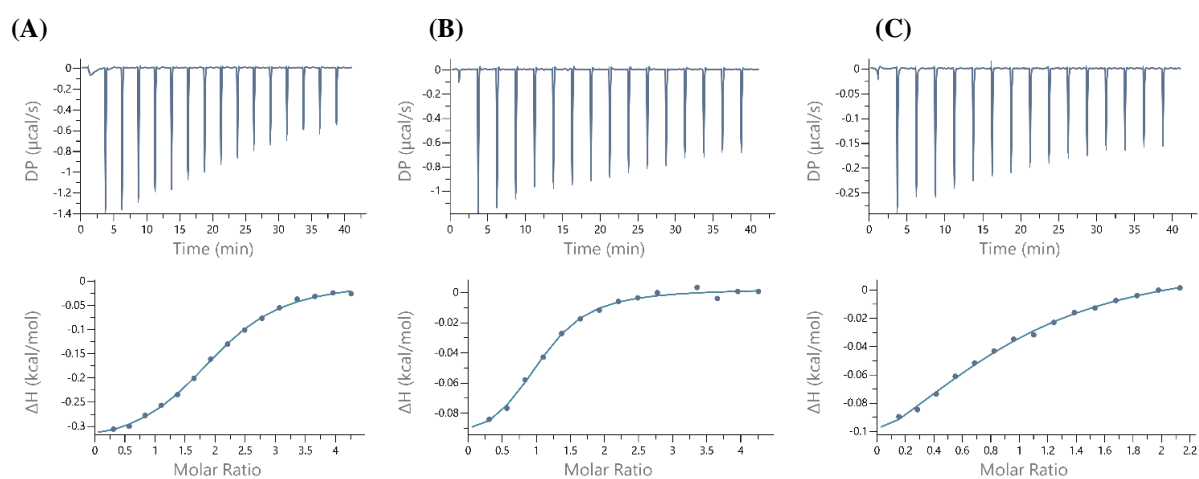 (A) (B) (C)
0 0 0
-0.2 -0.2 -0.05
-0.4 -0.4 -0.1
-0.6 -0.6 -0.15
-0.8 -0.8 -0.2
-1 -1 -0.25
-1.2
-1.4
DP (µcal/s) DP (µcal/s) DP (µcal/s)
0 5 10 15 20 25 30 35 40 0 5 10 15 20 25 30 35 40 0 5 10 15 20 25 30 35 40
Time (min) Time (min) Time (min)
0 0 0
-0.05 -0.02 -0.02
-0.1 -0.04 -0.04
-0.15 -0.06 -0.06
-0.2 -0.08 -0.08
-0.25 -0.1
-0.3
ΔH (kcal/mol) ΔH (kcal/mol) ΔH (kcal/mol)
0 0.5 1 1.5 2 2.5 3 3.5 4 0 0.5 1 1.5 2 2.5 3 3.5 4 0 0.2 0.4 0.6 0.8 1 1.2 1.4 1.6 1.8 2 2.2
Molar Ratio Molar Ratio Molar Ratio